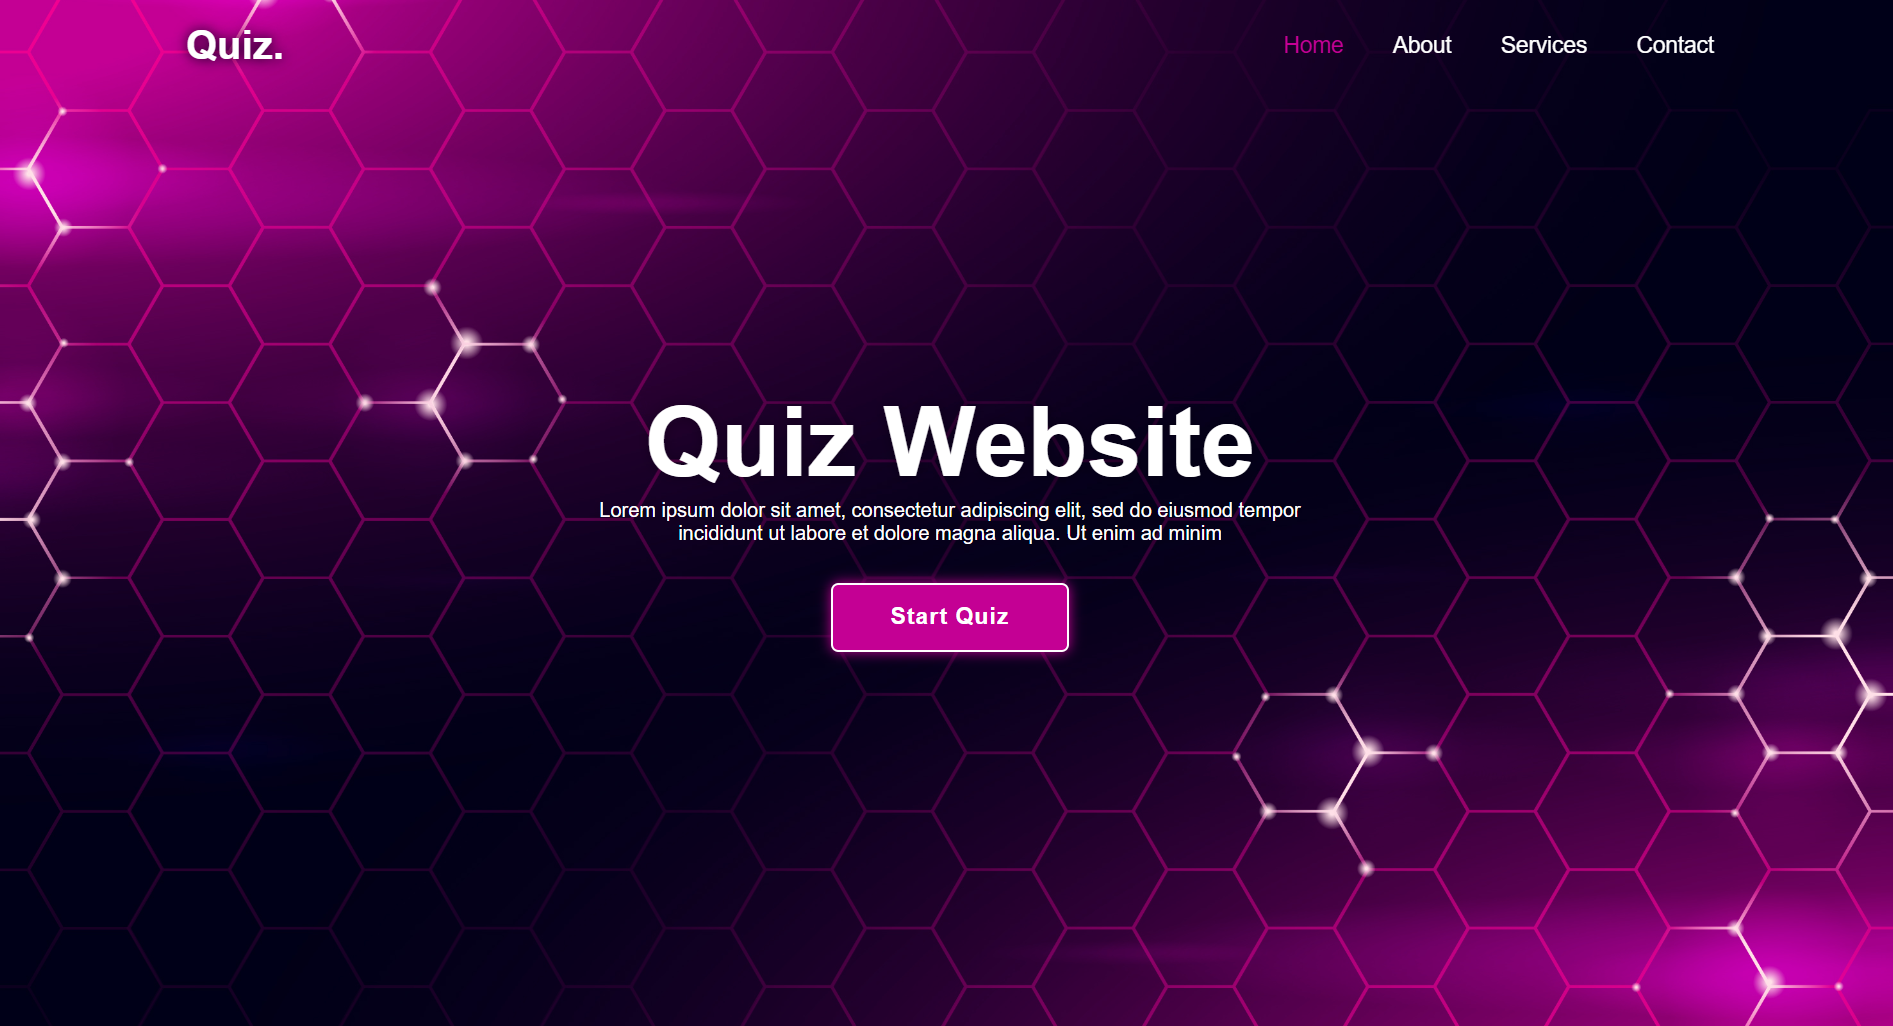 Quiz.
Home About Services Contact
Quiz Website
Lorem ipsum dolor sit amet, consectetur adipiscing elit, sed do eiusmod tempor
incididunt ut labore et dolore magna aliqua. Ut enim ad minim
Start Quiz